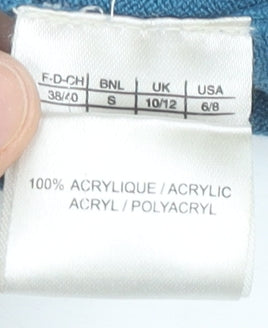 F-D-CH BNL UK USA
38/40 S 10/12 6/8
100% ACRYLIQUE / ACRYLIC
ACRYL / POLYACRYL